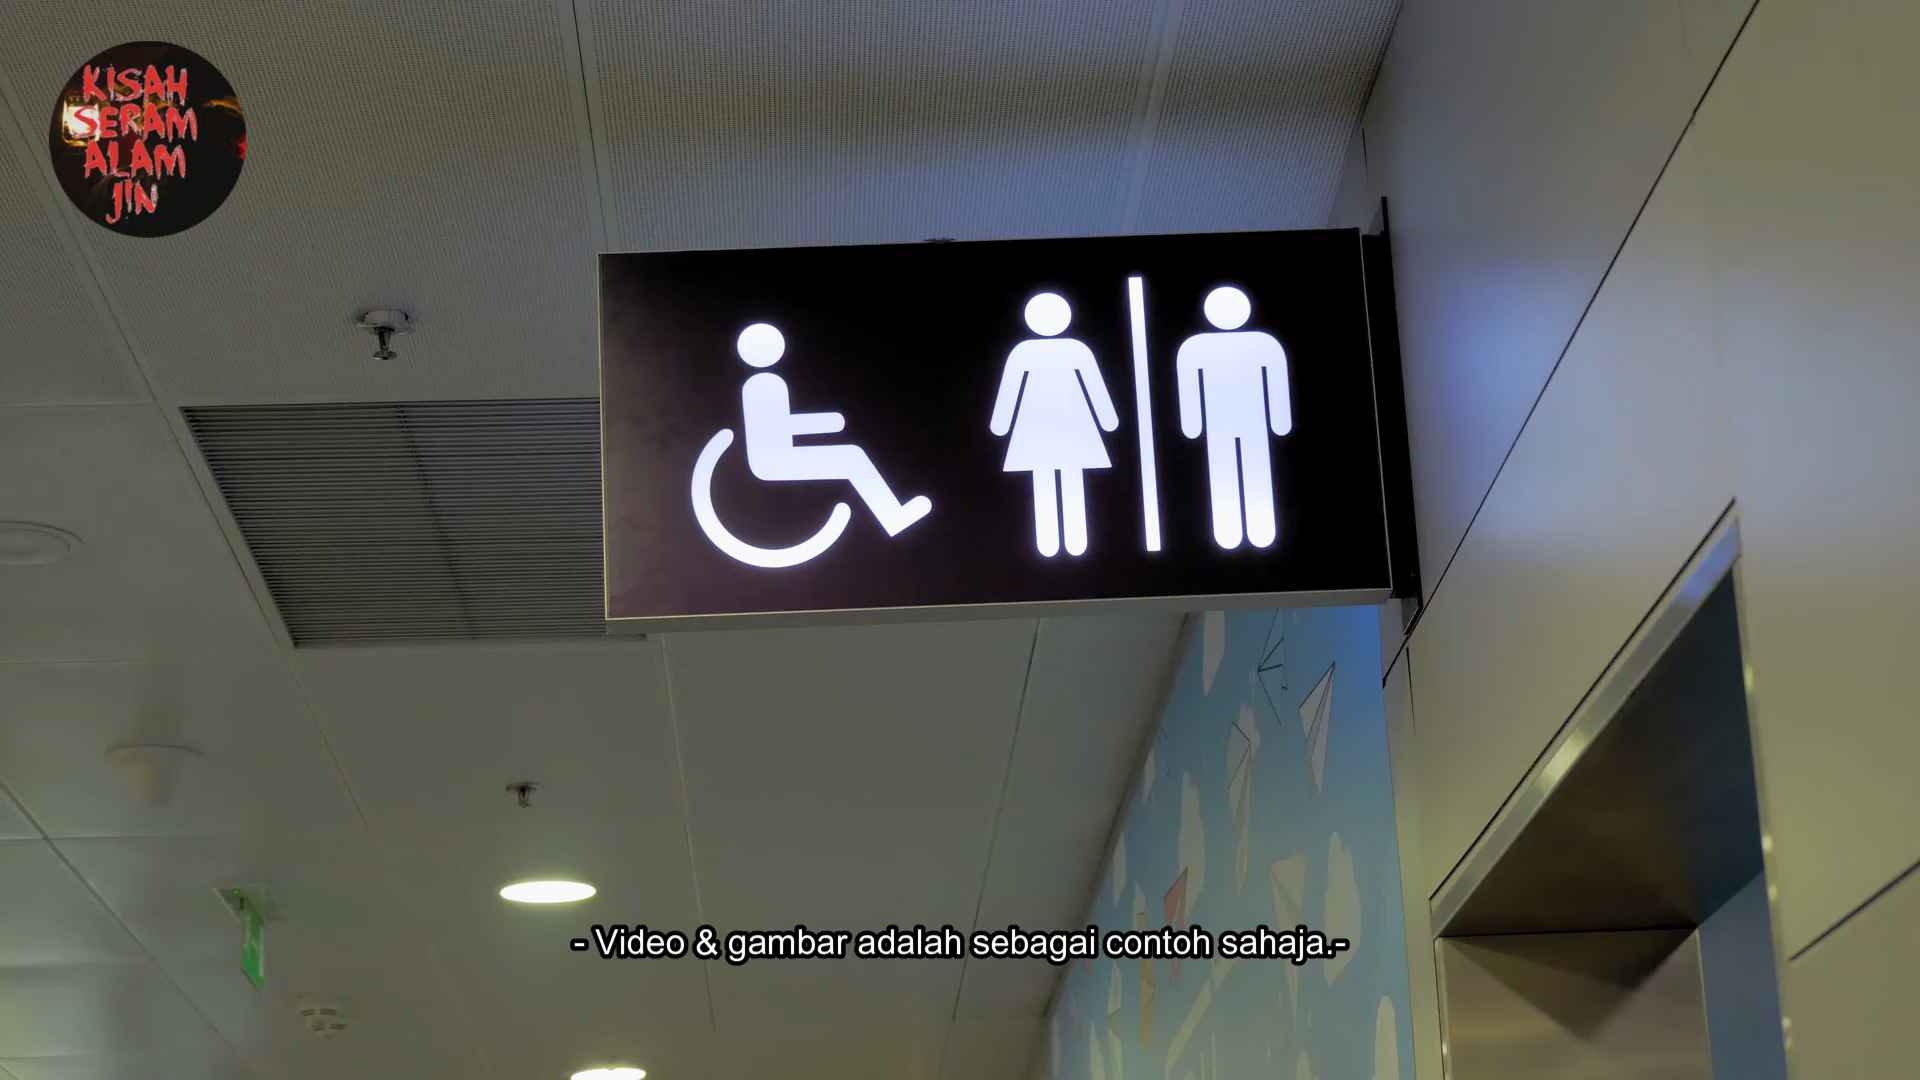 KISAH
SERAM
ALAM
JIN
- Video & gambar adalah sebagai contoh sahaja.-